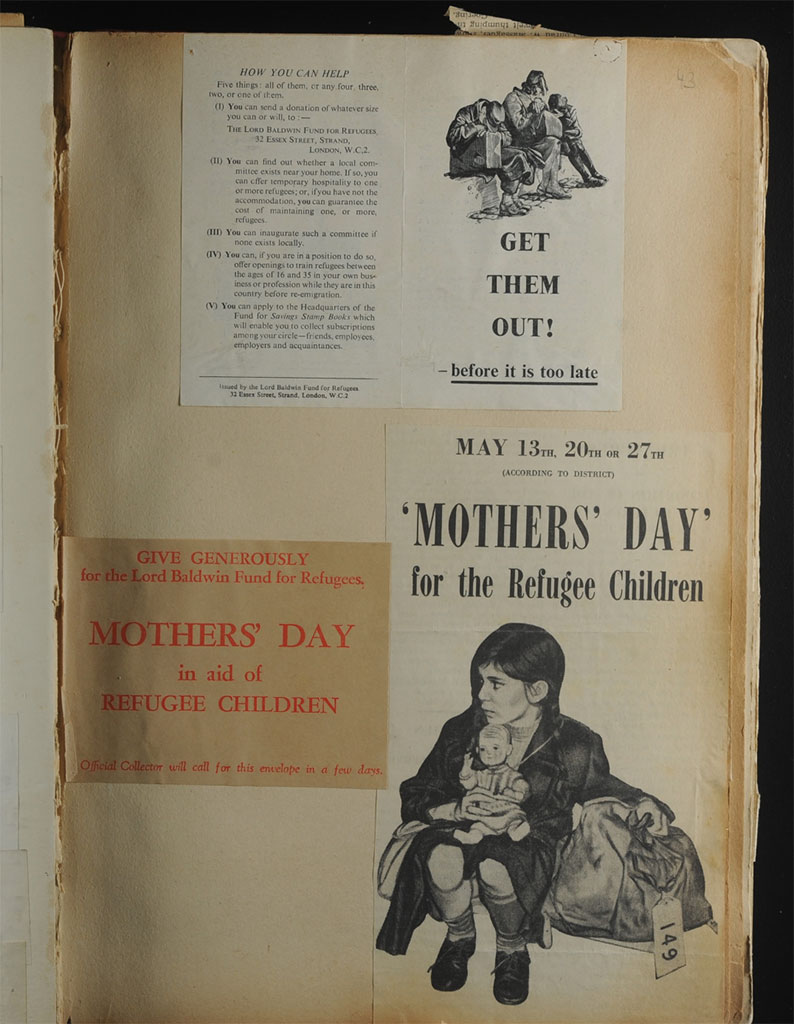 43
HOW YOU CAN HELP
Five things: all of them, or any four, three,
two, or one of them.
(I) You can send a donation of whatever size
you can or will, to :—
THE LORD BALDWIN FUND FOR REFUGEES,
32 ESSEX STREET, STRAND,
LONDON, W.C.2.
(II) You can find out whether a local com-
mittee exists near your home. If so, you
can offer temporary hospitality to one
or more refugees; or, if you have not the
accommodation, you can guarantee the
cost of maintaining one, or more,
refugees.
(III) You can inaugurate such a committee if
none exists locally.
(IV) You can, if you are in a position to do so,
offer openings to train refugees between
the ages of 16 and 35 in your own bus-
iness or profession while they are in this
country before re-emigration.
(V) You can apply to the Headquarters of the
Fund for Savings Stamp Books which
will enable you to collect subscriptions
among your circle—friends, employees,
employers and acquaintances.
Issued by the Lord Baldwin Fund for Refugees.
32 Essex Street, Strand, London, W.C.2
GET
THEM
OUT!
– before it is too late
MAY 13TH, 20TH OR 27TH
(ACCORDING TO DISTRICT)
‘MOTHERS’ DAY’
for the Refugee Children
149
GIVE GENEROUSLY
for the Lord Baldwin Fund for Refugees.
MOTHERS’ DAY
in aid of
REFUGEE CHILDREN
Official Collector will call for this envelope in a few days.